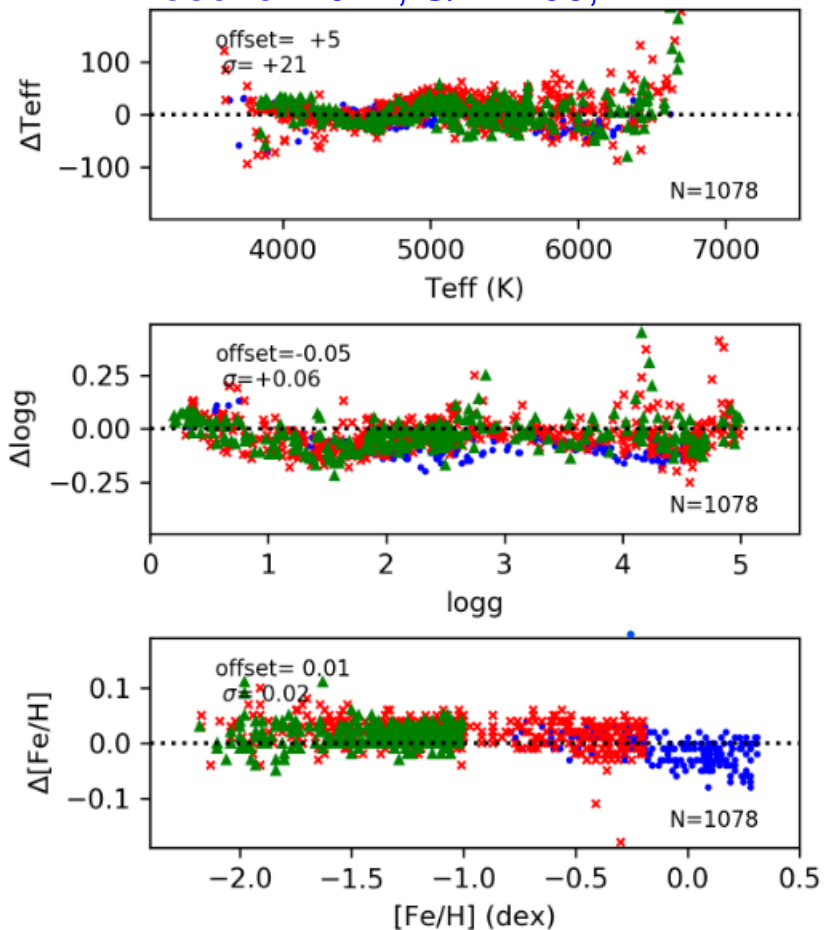 offset= +5
σ= +21
100
0
−100
ΔTeff
N=1078
4000 5000 6000 7000
Teff (K)
offset=-0.05
σ=+0.06
0.25
0.00
−0.25
Δlogg
N=1078
0 1 2 3 4 5
logg
offset= 0.01
σ= 0.02
0.1
0.0
−0.1
Δ[Fe/H]
N=1078
−2.0 −1.5 −1.0 −0.5 0.0 0.5
[Fe/H] (dex)